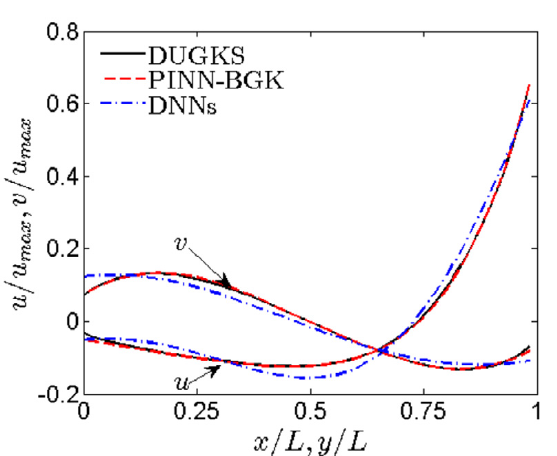 0.8
DUGKS
PINN-BGK
DNNs
0.6
0.4
0.2
0
-0.2
v
u
u/u_max, v/u_max
0 0.25 0.5 0.75 1
x/L, y/L